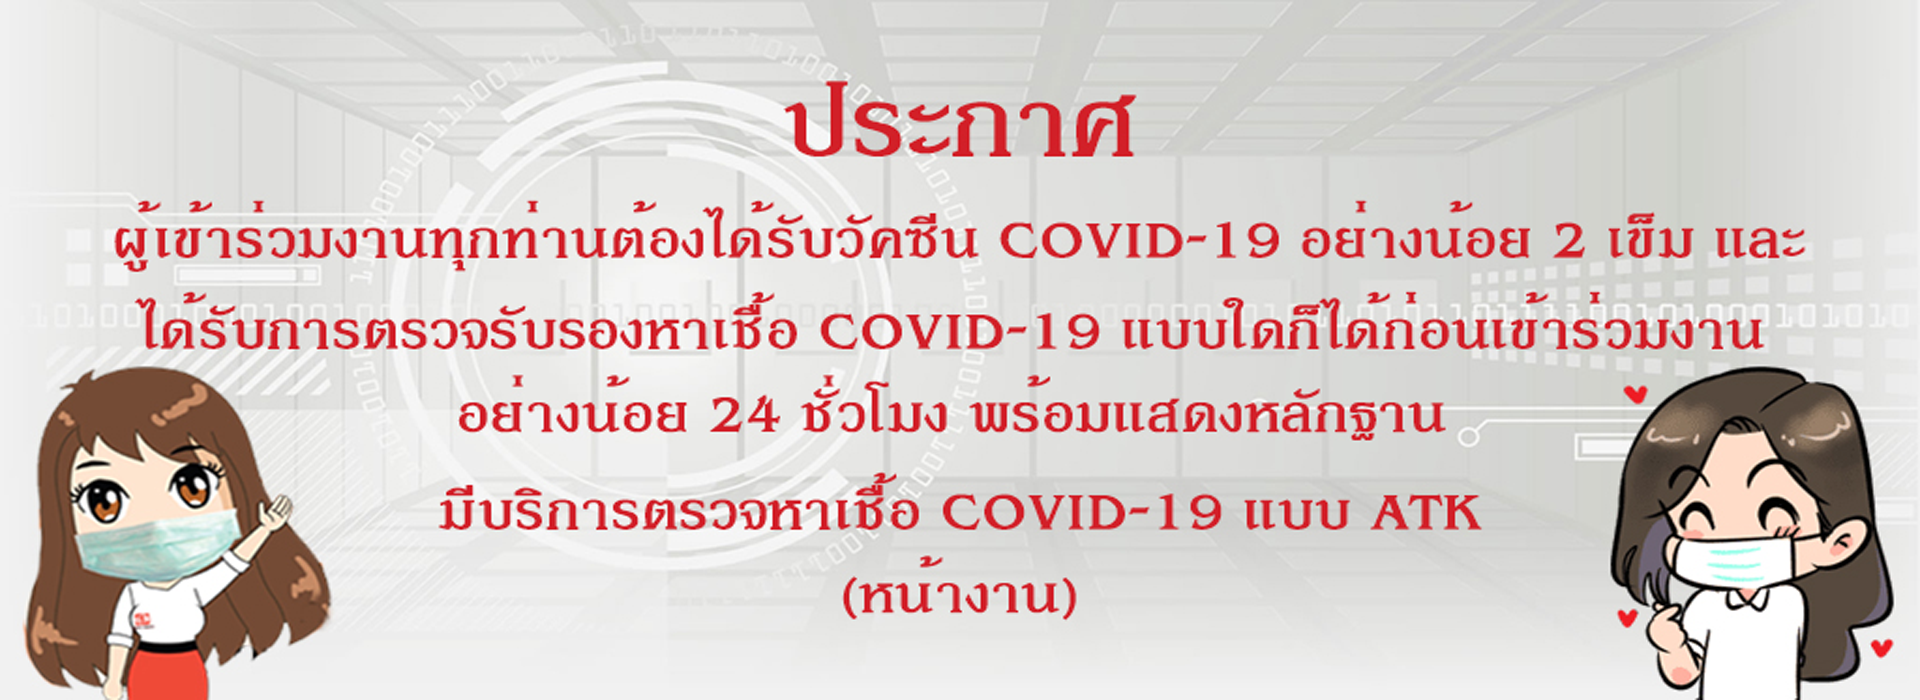 ประกาศ
ผู้เข้าร่วมงานทุกท่านต้องได้รับวัคซีน COVID-19 อย่างน้อย 2 เข็ม และ
ได้รับการตรวจรับรองหาเชื้อ COVID-19 แบบใดก็ได้ก่อนเข้าร่วมงาน
อย่างน้อย 24 ชั่วโมง พร้อมแสดงหลักฐาน
มีบริการตรวจหาเชื้อ COVID-19 แบบ ATK
(หน้างาน)